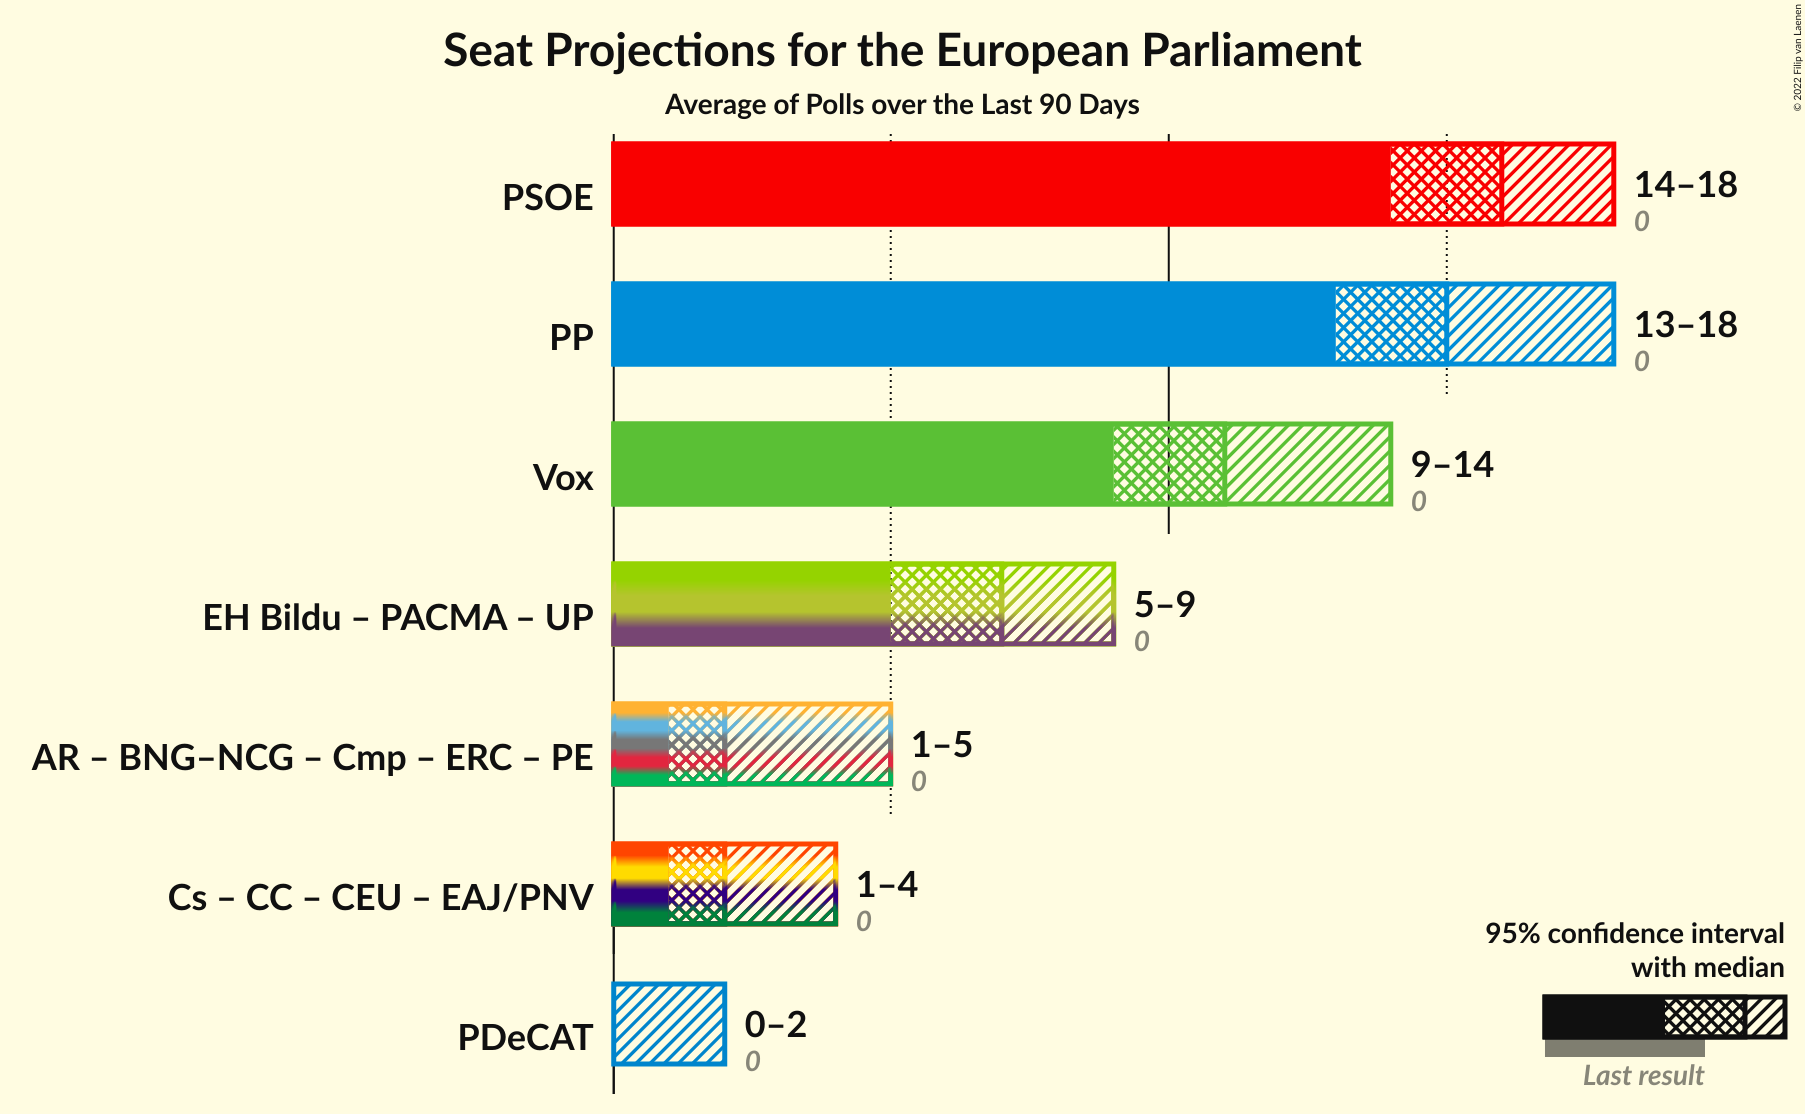 Seat Projections for the European Parliament
Average of Polls over the Last 90 Days
© 2022 Filip van Laenen
PSOE
14–18
0
PP
13–18
0
Vox
9–14
0
EH Bildu – PACMA – UP
5–9
0
AR – BNG–NCG – Cmp – ERC – PE
1–5
0
Cs – CC – CEU – EAJ/PNV
1–4
0
PDeCAT
0–2
0
95% confidence interval
with median
Last result